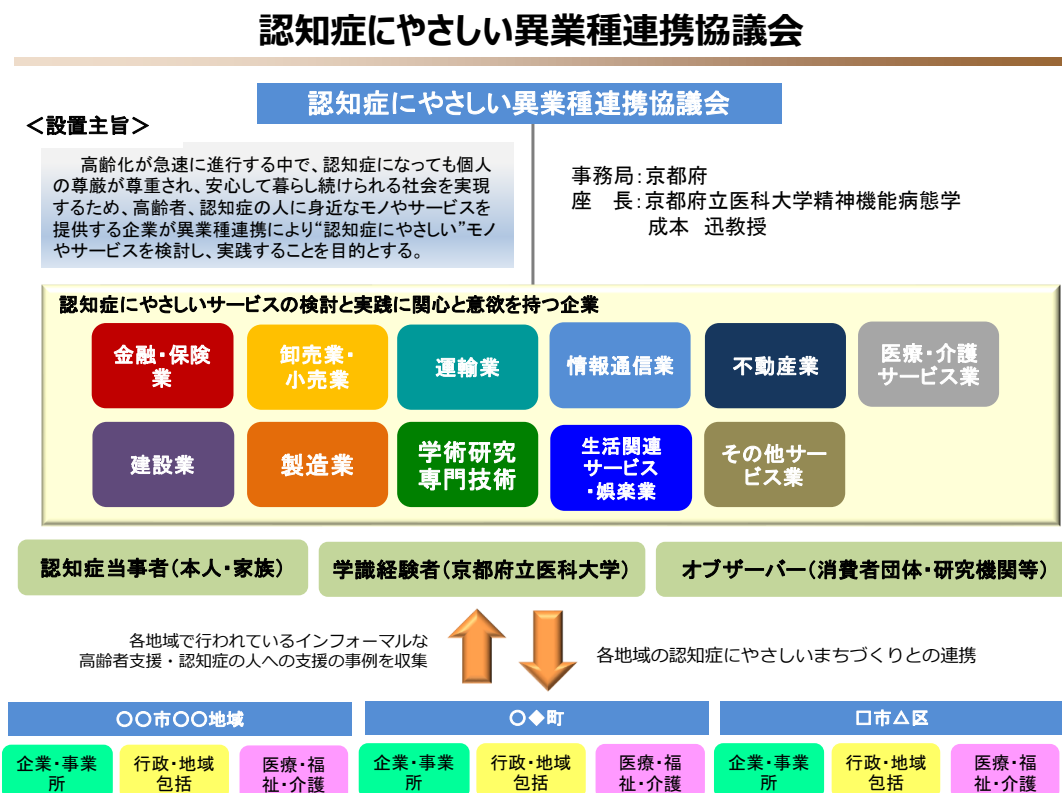 認知症にやさしい異業種連携協議会
認知症にやさしい異業種連携協議会
＜設置主旨＞
高齢化が急速に進行する中で、認知症になっても個人
の尊厳が尊重され、安心して暮らし続けられる社会を実現
するため、高齢者、認知症の人に身近なモノやサービスを
提供する企業が異業種連携により“認知症にやさしい”モノ
やサービスを検討し、実践することを目的とする。
事務局：京都府
座　長：京都府立医科大学精神機能病態学
成本　迅教授
認知症にやさしいサービスの検討と実践に関心と意欲を持つ企業
金融・保険
業
卸売業・
小売業
運輸業
情報通信業
不動産業
医療・介護
サービス業
建設業
製造業
学術研究
専門技術
生活関連
サービス
・娯楽業
その他サー
ビス業
認知症当事者（本人・家族）
学識経験者（京都府立医科大学）
オブザーバー（消費者団体・研究機関等）
各地域で行われているインフォーマルな
高齢者支援・認知症の人への支援の事例を収集
各地域の認知症にやさしいまちづくりとの連携
○○市○○地域
○◆町
□市△区
企業・事業
所
行政・地域
包括
医療・福
祉・介護
企業・事業
所
行政・地域
包括
医療・福
祉・介護
企業・事業
所
行政・地域
包括
医療・福
祉・介護